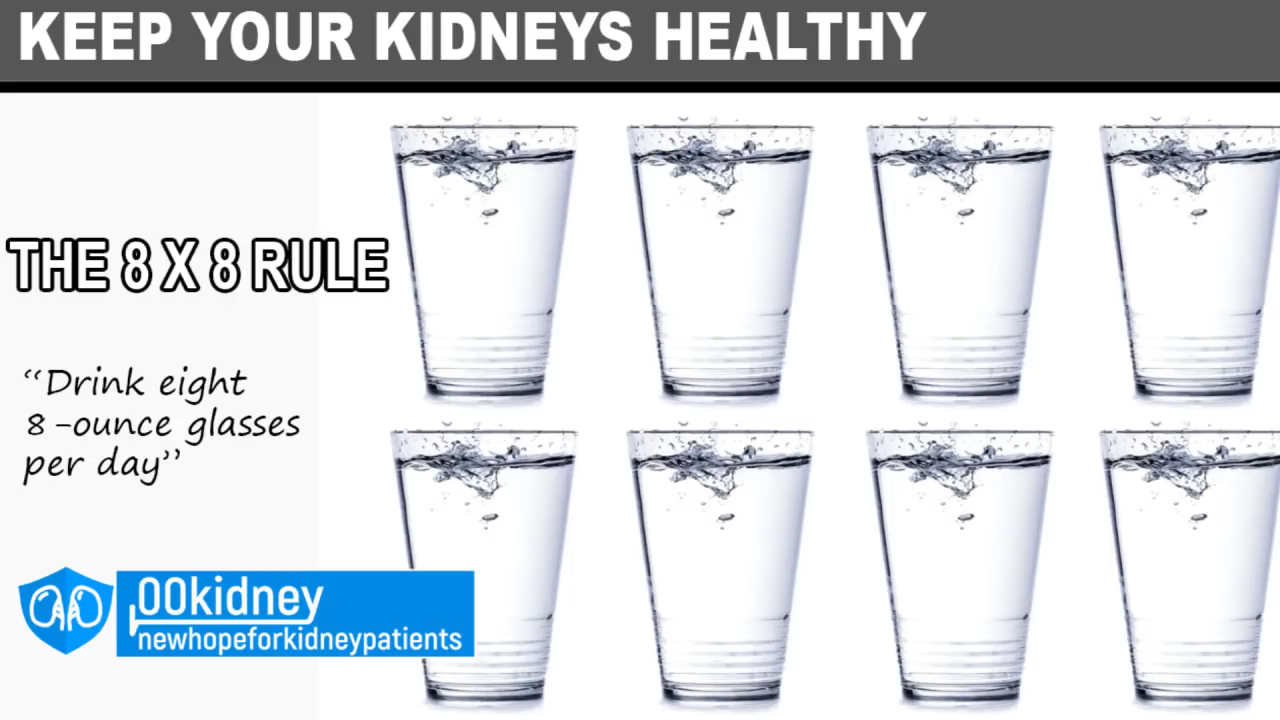 KEEP YOUR KIDNEYS HEALTHY
THE 8 X 8 RULE
“Drink eight
8-ounce glasses
per day”
00kidney
newhopeforkidneypatients